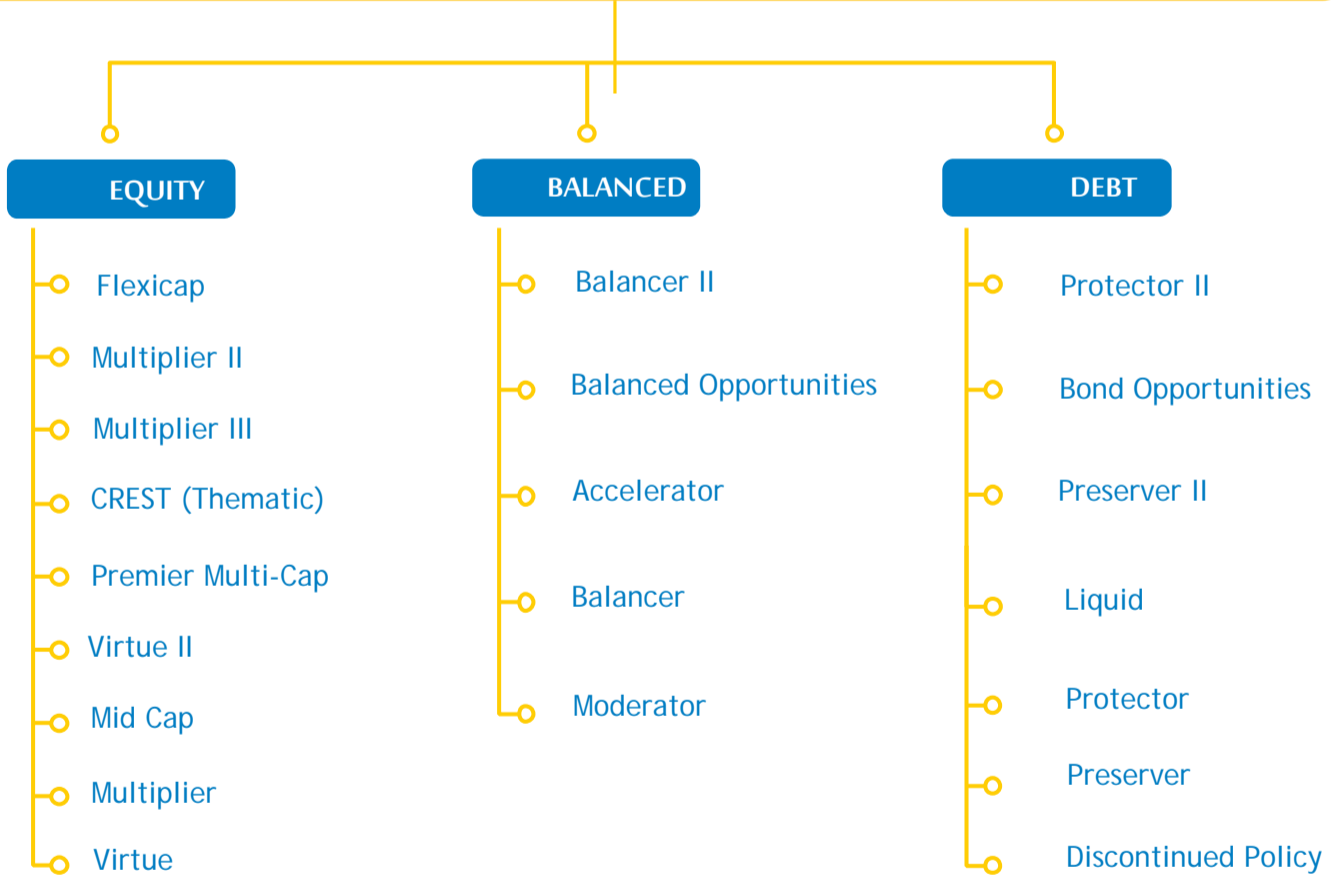 EQUITY
Flexicap
Multiplier II
Multiplier III
CREST (Thematic)
Premier Multi-Cap
Virtue II
Mid Cap
Multiplier
Virtue
BALANCED
Balancer II
Balanced Opportunities
Accelerator
Balancer
Moderator
DEBT
Protector II
Bond Opportunities
Preserver II
Liquid
Protector
Preserver
Discontinued Policy